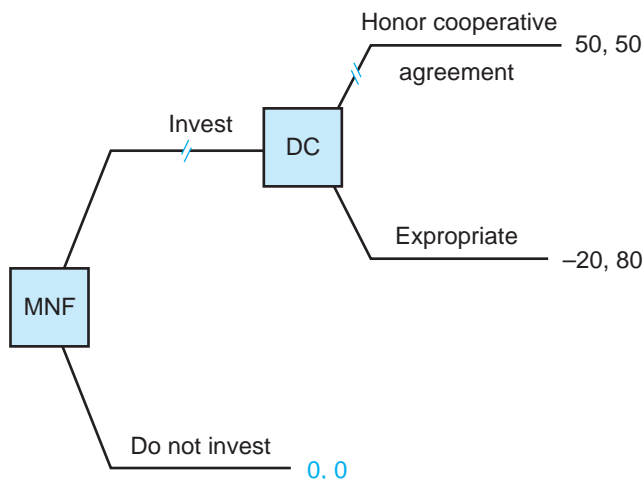 Honor cooperative
agreement
50, 50
Invest
DC
Expropriate
–20, 80
MNF
Do not invest
0, 0